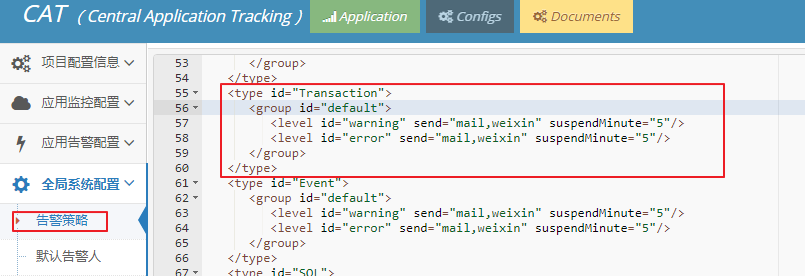 CAT ( Central Application Tracking )
Application
Configs
Documents
项目配置信息
应用监控配置
应用告警配置
全局系统配置
告警策略
默认告警人
53 </group>
54 </type>
55 <type id="Transaction">
56 <group id="default">
57 <level id="warning" send="mail,weixin" suspendMinute="5"/>
58 <level id="error" send="mail,weixin" suspendMinute="5"/>
59 </group>
60 </type>
61 <type id="Event">
62 <group id="default">
63 <level id="warning" send="mail,weixin" suspendMinute="5"/>
64 <level id="error" send="mail,weixin" suspendMinute="5"/>
65 </group>
66 </type>
67 <type id="SQL">